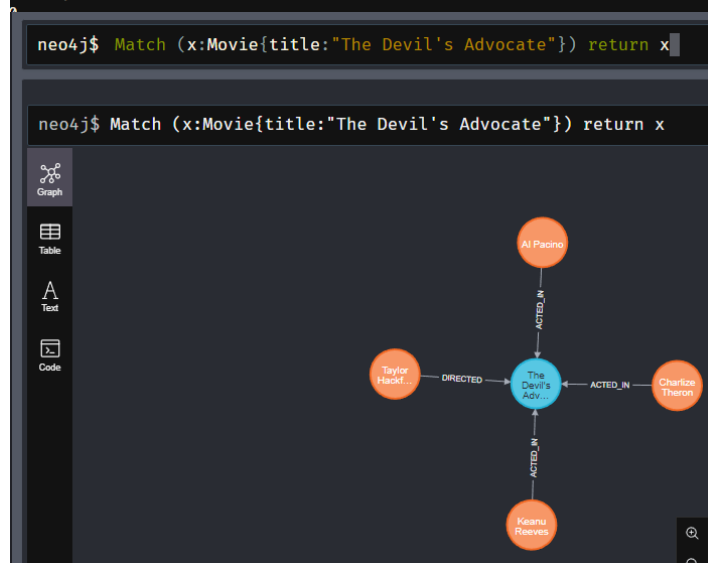 neo4j$ Match (x:Movie{title:"The Devil's Advocate"}) return x
neo4j$ Match (x:Movie{title:"The Devil's Advocate"}) return x
Graph
Table
A
Text
Code
Al Pacino
ACTED_IN
Taylor
Hackf...
DIRECTED
The
Devil's
Adv...
ACTED_IN
Charlize
Theron
ACTED_IN
Keanu
Reeves